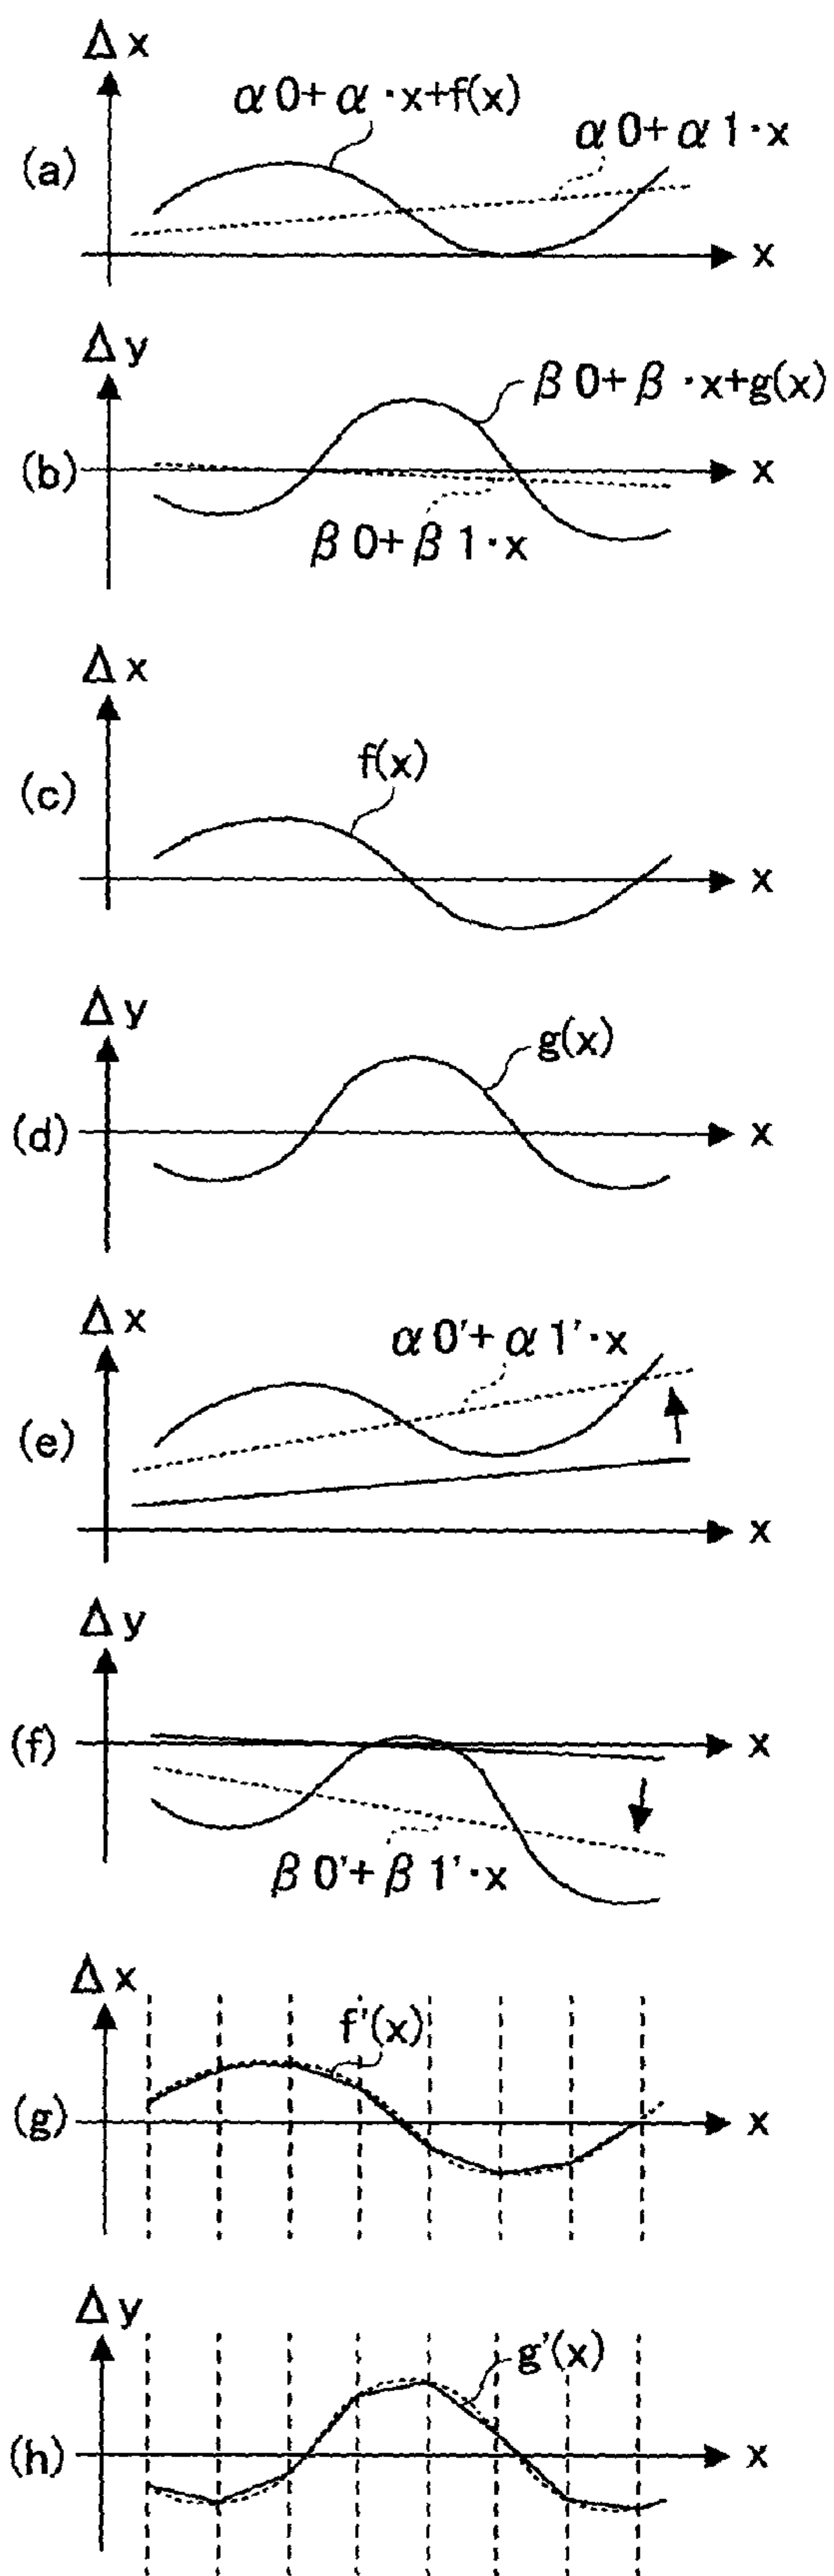 Δx
α0+α·x+f(x)
α0+α1·x
(a)
x
Δy
β0+β·x+g(x)
(b)
x
β0+β1·x
Δx
f(x)
(c)
x
Δy
g(x)
(d)
x
Δx
α0'+α1'·x
(e)
x
Δy
(f)
x
β0'+β1'·x
Δx
f'(x)
(g)
x
Δy
g'(x)
(h)
x